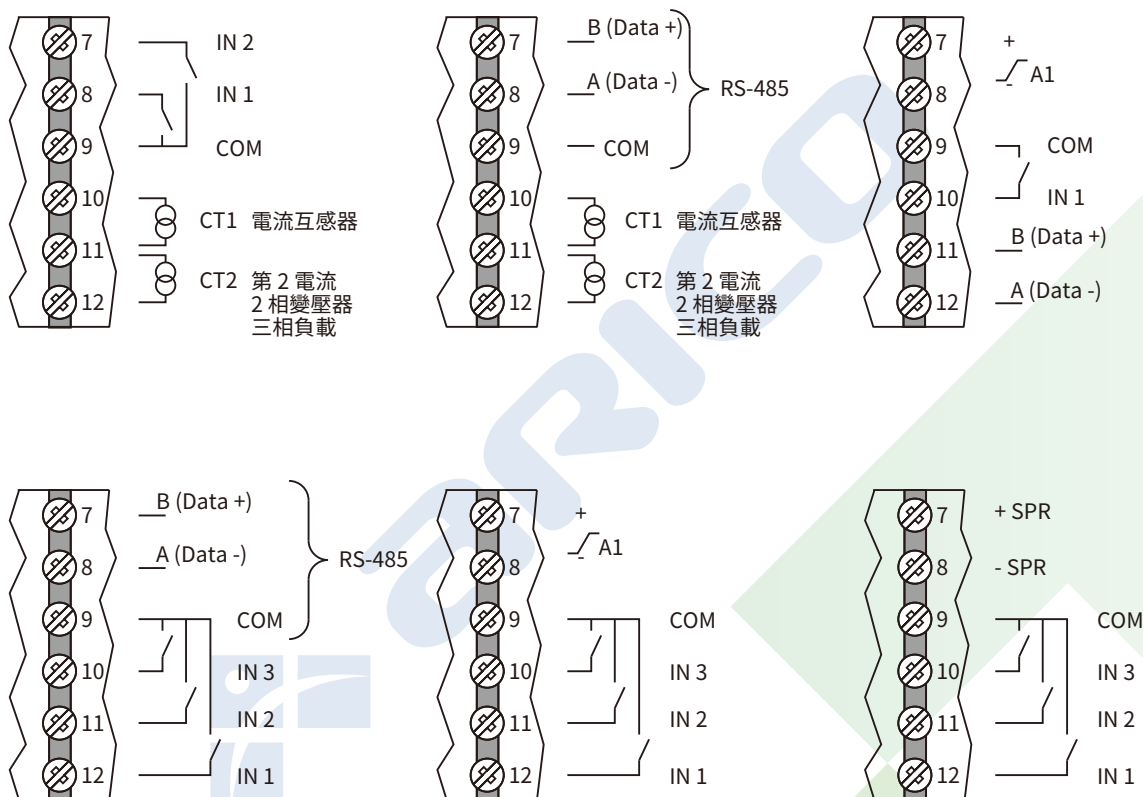 7
IN 2
8
IN 1
9
COM
10
CT1 電流互感器
11
CT2 第 2 電流
2 相變壓器
12
三相負載
7
B (Data +)
8
A (Data -)
RS-485
9
COM
10
CT1 電流互感器
11
CT2 第 2 電流
2 相變壓器
12
三相負載
7
+
A1
-
8
9
COM
10
IN 1
11
B (Data +)
12
A (Data -)
7
B (Data +)
8
A (Data -)
RS-485
9
COM
10
IN 3
11
IN 2
12
IN 1
7
+
A1
-
8
9
COM
10
IN 3
11
IN 2
12
IN 1
7
+ SPR
8
- SPR
9
COM
10
IN 3
11
IN 2
12
IN 1
ARICO